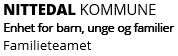 NITTEDAL KOMMUNE
Enhet for barn, unge og familier
Familieteamet